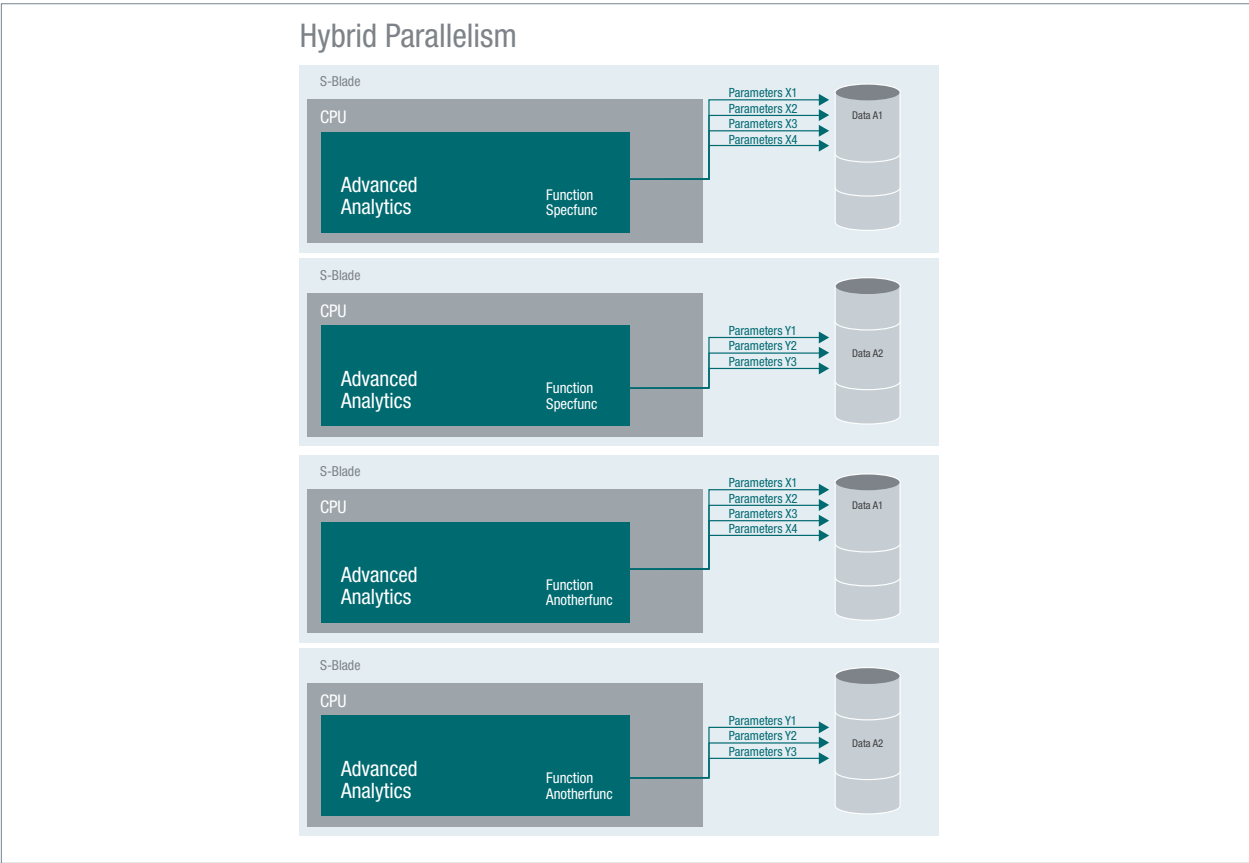 Hybrid Parallelism
S-Blade
CPU
Advanced
Analytics
Function
Specfunc
Parameters X1
Parameters X2
Parameters X3
Parameters X4
Data A1
S-Blade
CPU
Advanced
Analytics
Function
Specfunc
Parameters Y1
Parameters Y2
Parameters Y3
Data A2
S-Blade
CPU
Advanced
Analytics
Function
Anotherfunc
Parameters X1
Parameters X2
Parameters X3
Parameters X4
Data A1
S-Blade
CPU
Advanced
Analytics
Function
Anotherfunc
Parameters Y1
Parameters Y2
Parameters Y3
Data A2